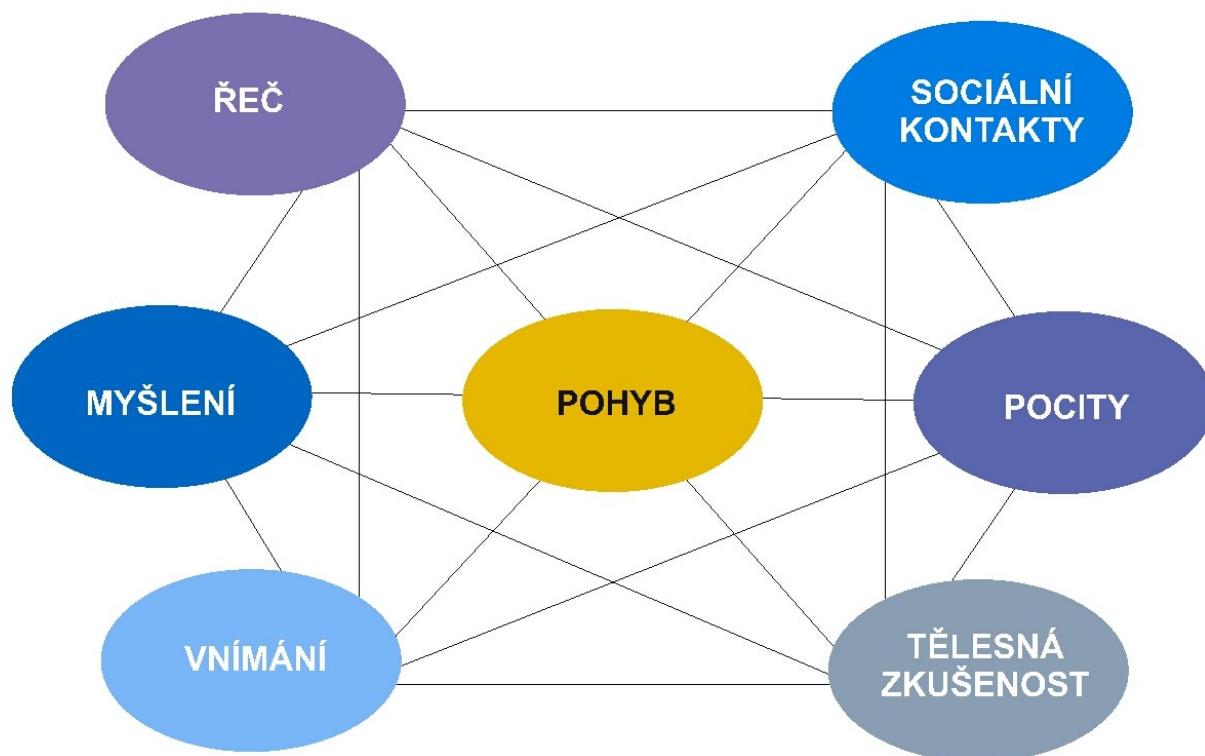 ŘEČ
SOCIÁLNÍ
KONTAKTY
MYŠLENÍ
POHYB
POCITY
VNÍMÁNÍ
TĚLESNÁ
ZKUŠENOST